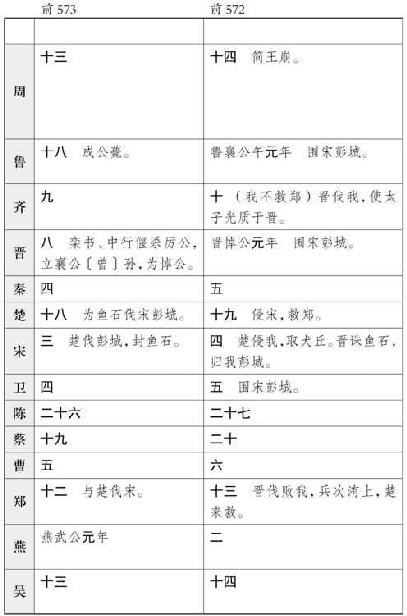 前 573 前 572
周 十三 十四 简王崩。
鲁 十八 成公薨。 鲁襄公午元年 围宋彭城。
齐 九 十 （我不救郑）晋伐我，使太
子光质于晋。
晋 八 栾书、中行偃杀厉公， 晋悼公元年 围宋彭城。
立襄公〔曾〕孙，为悼公。
秦 四 五
楚 十八 为鱼石伐宋彭城。 十九 侵宋，救郑。
宋 三 楚伐彭城，封鱼石。 四 楚侵我，取犬丘。晋诛鱼石，
归我彭城。
卫 四 五 围宋彭城。
陈 二十六 二十七
蔡 十九 二十
曹 五 六
郑 十二 与楚伐宋。 十三 晋伐败我，兵次洧上，楚
来救。
燕 燕武公元年 二
吴 十三 十四